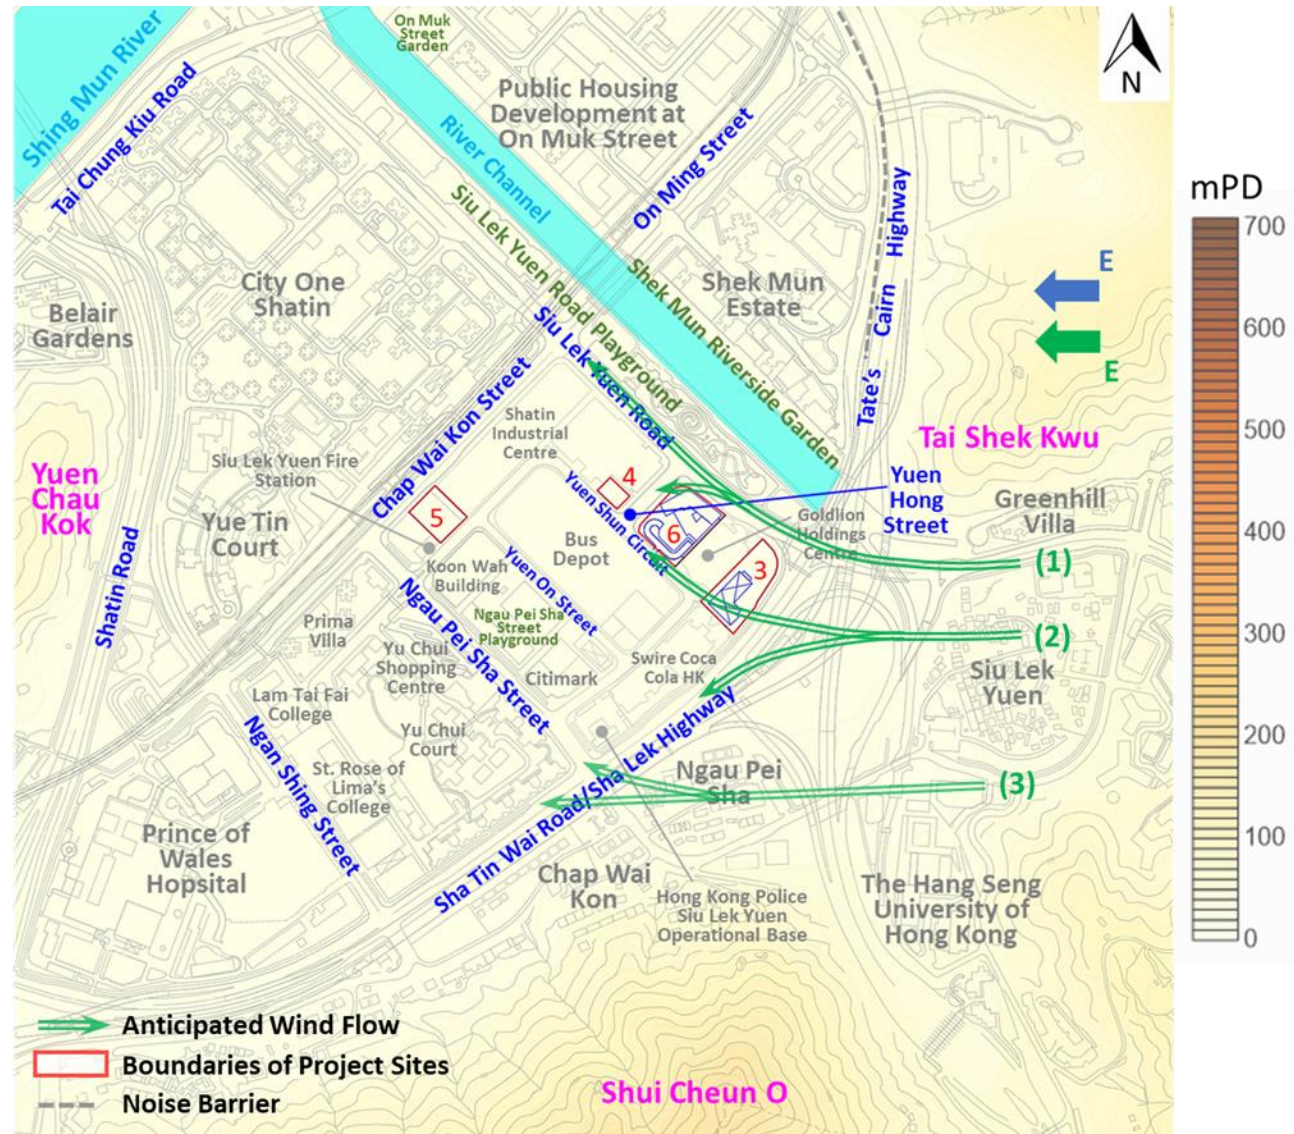 On Muk
Street
Garden
N
Shing Mun River
Tai Chung Kiu Road
Public Housing
Development at
On Muk Street
River Channel
On Ming Street
Siu Lek Yuen Road Playground
Shek Mun Riverside Garden
Tate's Cairn Highway
mPD
700
600
500
400
300
200
100
0
City One
Shatin
Shek Mun
Estate
E
E
Belair
Gardens
Siu Lek Yuen Road
Chap Wai Kon Street
Shatin
Industrial
Centre
Tai Shek Kwu
Yuen
Chau
Kok
Siu Lek Yuen Fire
Station
4
Yuen
Hong
Street
Greenhill
Villa
5
Yuen Shun Circuit
Goldlion
Holdings
Centre
6
Yue Tin
Court
Bus
Depot
3
(1)
Shatin Road
Koon Wah
Building
Yuen On Street
Ngau Pei Sha Street
Ngau Pei Sha
Street
Playground
Prima
Villa
(2)
Yu Chui
Shopping
Centre
Swire Coca
Cola HK
Siu Lek
Yuen
Citimark
Lam Tai Fai
College
Yu Chui
Court
Ngan Shing Street
St. Rose of
Lima's
College
Ngau Pei
Sha
(3)
Sha Tin Wai Road/Sha Lek Highway
Prince of
Wales
Hopsital
Chap Wai
Kon
Hong Kong Police
Siu Lek Yuen
Operational Base
The Hang Seng
University of
Hong Kong
Anticipated Wind Flow
Boundaries of Project Sites
Noise Barrier
Shui Cheun O